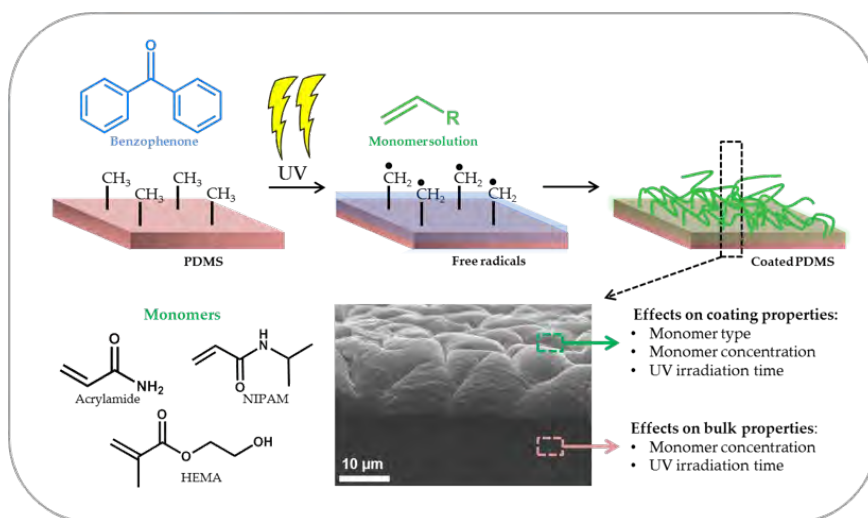 O
Benzophenone
UV
R
Monomer solution
CH₃
CH₃
CH₃
CH₃
•
CH₂
•
CH₂
•
CH₂
•
CH₂
PDMS
Free radicals
Coated PDMS
Monomers
O
NH₂
Acrylamide
H
N
O
NIPAM
O
O
OH
HEMA
10 µm
Effects on coating properties:
• Monomer type
• Monomer concentration
• UV irradiation time
Effects on bulk properties:
• Monomer concentration
• UV irradiation time